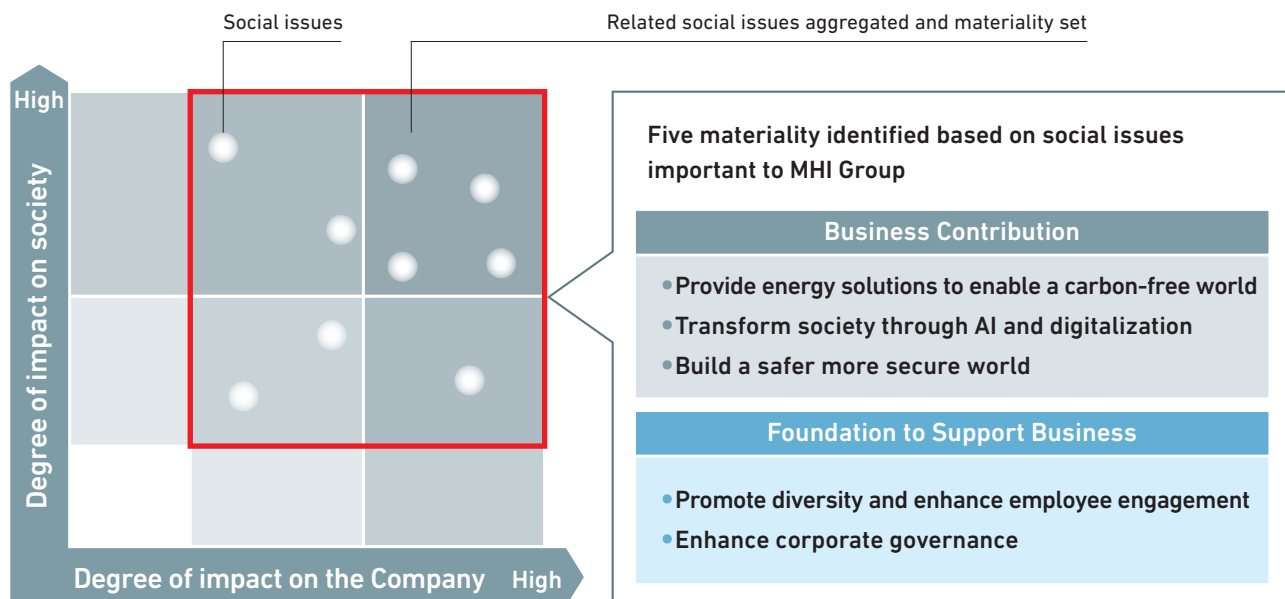 Social issues
Related social issues aggregated and materiality set
High
Degree of impact on society
Degree of impact on the Company
High
Five materiality identified based on social issues
important to MHI Group
Business Contribution
•Provide energy solutions to enable a carbon-free world
•Transform society through AI and digitalization
•Build a safer more secure world
Foundation to Support Business
•Promote diversity and enhance employee engagement
•Enhance corporate governance